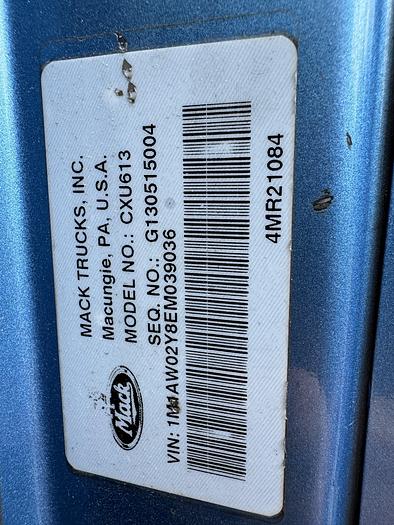 MACK TRUCKS, INC.
Macungie, PA, U.S.A.
MODEL NO.: CXU613
SEQ. NO.: G130515004
Mack
VIN: 1M1AW02Y8EM039036
4MR21084